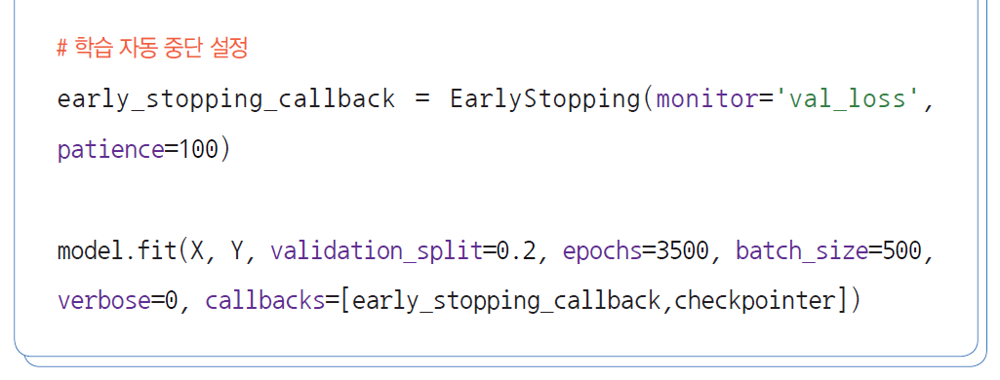 # 학습 자동 중단 설정
early_stopping_callback = EarlyStopping(monitor='val_loss',
patience=100)
model.fit(X, Y, validation_split=0.2, epochs=3500, batch_size=500,
verbose=0, callbacks=[early_stopping_callback,checkpointer])